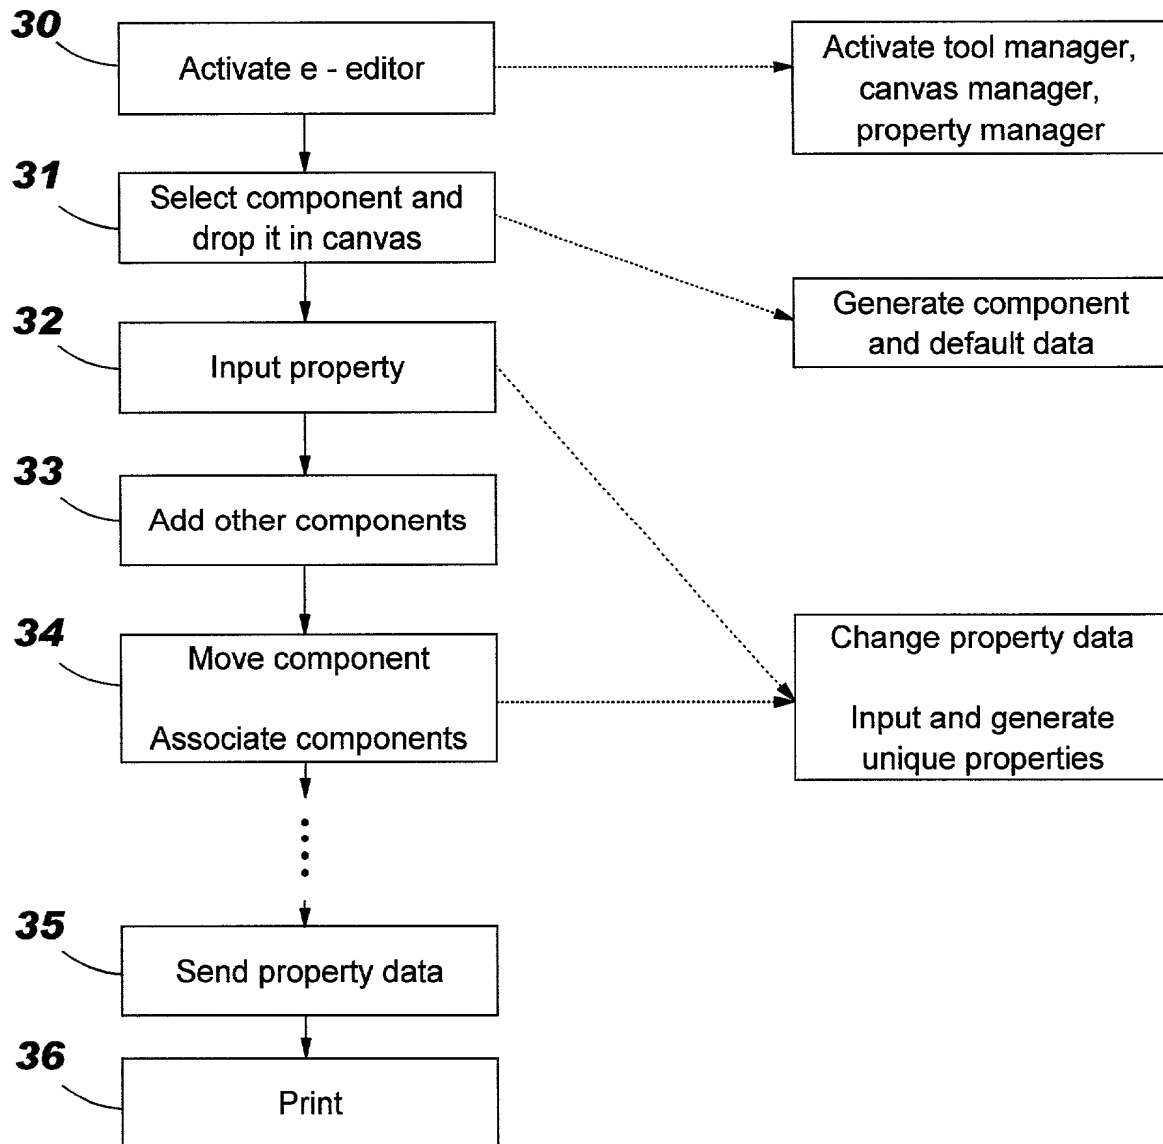 30
Activate e - editor
Activate tool manager,
canvas manager,
property manager
31
Select component and
drop it in canvas
Generate component
and default data
32
Input property
33
Add other components
34
Move component
Associate components
Change property data
Input and generate
unique properties
35
Send property data
36
Print